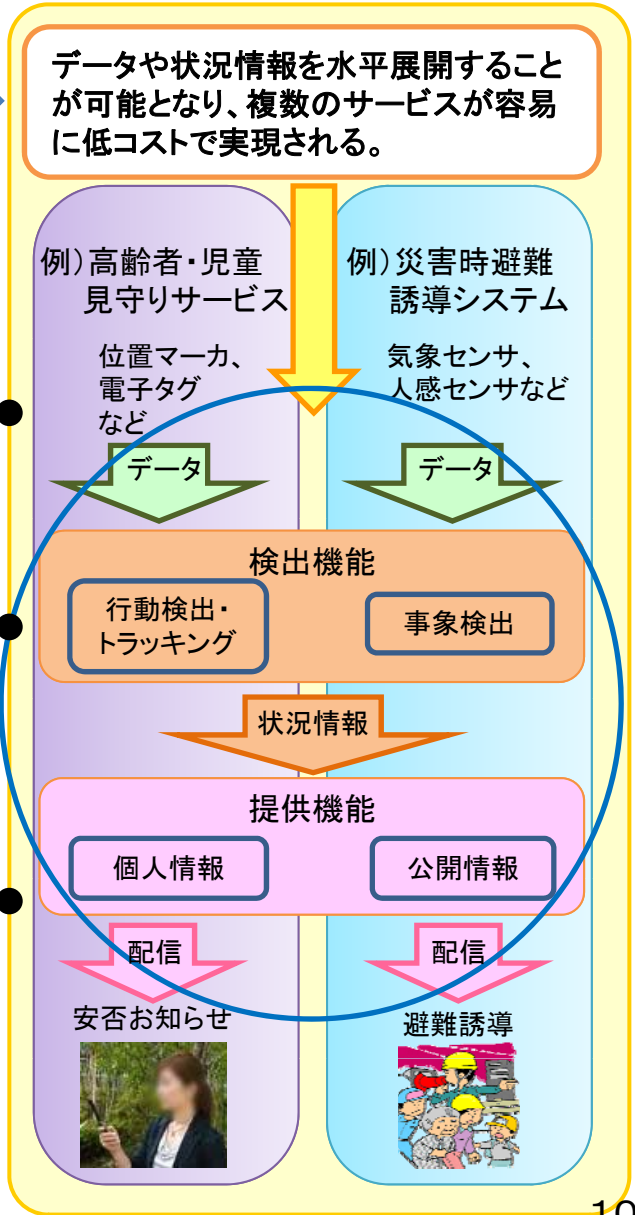 データや状況情報を水平展開すること
が可能となり、複数のサービスが容易
に低コストで実現される。
例）高齢者・児童
見守りサービス
位置マーカ、
電子タグ
など
例）災害時避難
誘導システム
気象センサ、
人感センサなど
データ
データ
検出機能
行動検出・
トラッキング
事象検出
状況情報
提供機能
個人情報
公開情報
配信
配信
安否お知らせ
避難誘導